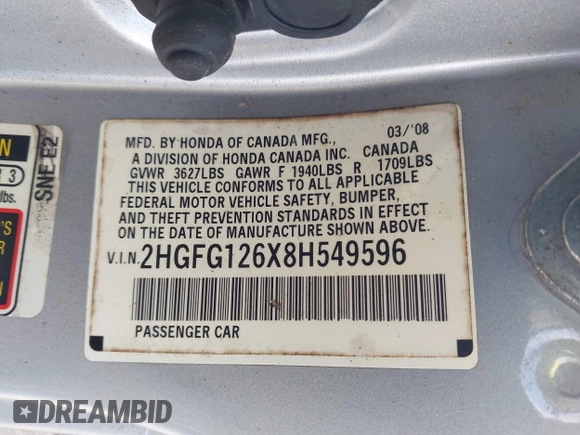 MFD. BY HONDA OF CANADA MFG., 03/'08
A DIVISION OF HONDA CANADA INC. CANADA
GVWR 3627LBS GAWR F 1940LBS R 1709LBS
THIS VEHICLE CONFORMS TO ALL APPLICABLE
FEDERAL MOTOR VEHICLE SAFETY, BUMPER,
AND THEFT PREVENTION STANDARDS IN EFFECT
ON THE DATE OF MANUFACTURE SHOWN ABOVE.
V.I.N. 2HGFG126X8H549596
PASSENGER CAR
SNE E2
3
lbs.
DREAMBID